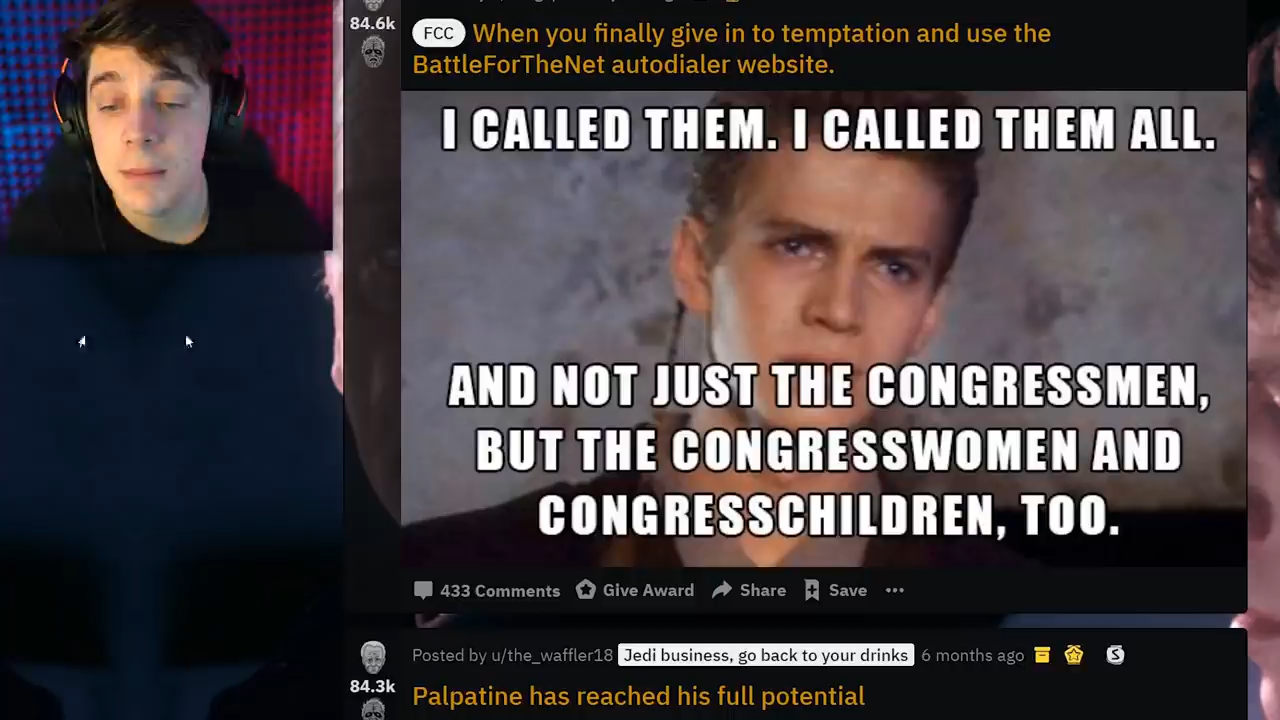 84.6k
FCC When you finally give in to temptation and use the
BattleForTheNet autodialer website.
I CALLED THEM. I CALLED THEM ALL.
AND NOT JUST THE CONGRESSMEN,
BUT THE CONGRESSWOMEN AND
CONGRESSCHILDREN, TOO.
433 Comments Give Award Share Save
Posted by u/the_waffler18 Jedi business, go back to your drinks 6 months ago S
84.3k
Palpatine has reached his full potential